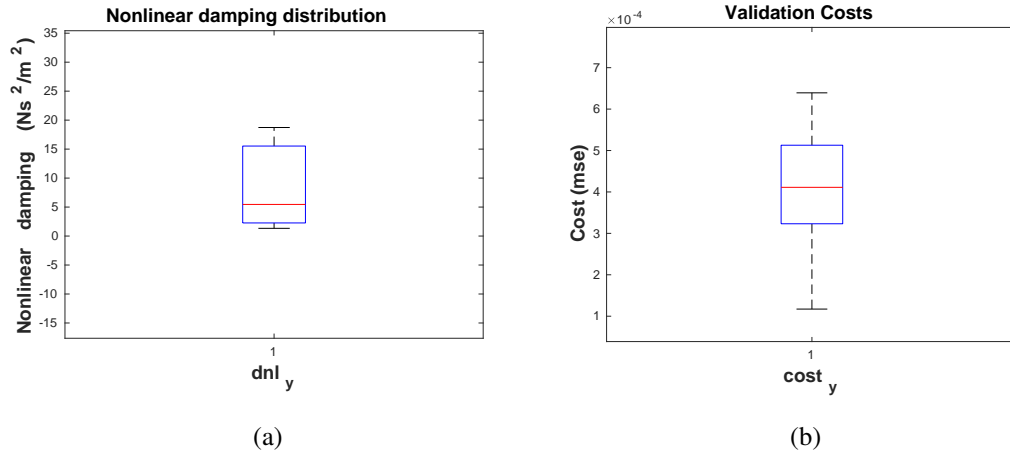 Nonlinear damping distribution
Nonlinear damping (Ns 2/m 2)
35
30
25
20
15
10
5
0
-5
-10
-15
1
dnl y
(a)
Validation Costs
×10-4
Cost (mse)
7
6
5
4
3
2
1
1
cost y
(b)